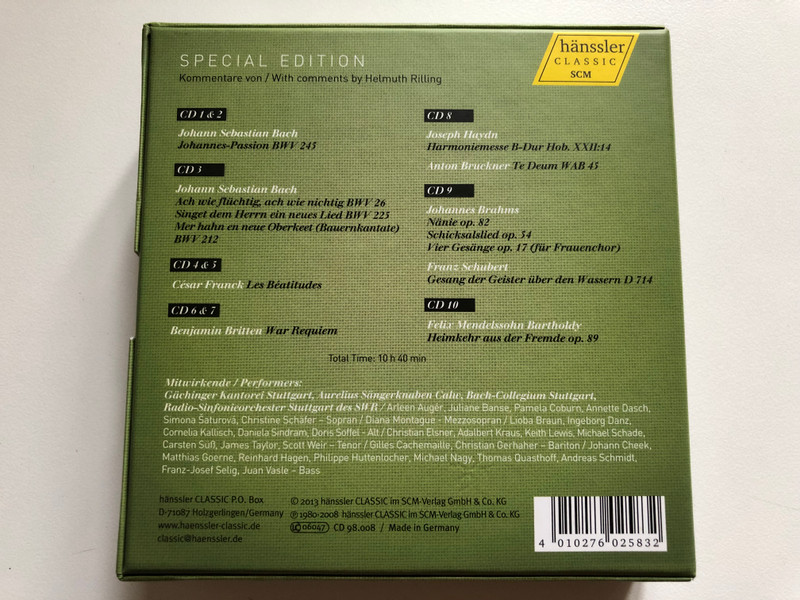 SPECIAL EDITION
Kommentare von / With comments by Helmuth Rilling
hänssler
CLASSIC
SCM
CD 1 & 2
Johann Sebastian Bach
Johannes-Passion BWV 245
CD 3
Johann Sebastian Bach
Ach wie flüchtig, ach wie nichtig BWV 26
Singet dem Herrn ein neues Lied BWV 225
Mer hahn en neue Oberkeet (Bauernkantate)
BWV 212
CD 4 & 5
César Franck Les Béatitudes
CD 6 & 7
Benjamin Britten War Requiem
CD 8
Joseph Haydn
Harmoniemesse B-Dur Hob. XXII:14
Anton Bruckner Te Deum WAB 45
CD 9
Johannes Brahms
Nänie op. 82
Schicksalslied op. 54
Vier Gesänge op. 17 (für Frauenchor)
Franz Schubert
Gesang der Geister über den Wassern D 714
CD 10
Felix Mendelssohn Bartholdy
Heimkehr aus der Fremde op. 89
Total Time: 10 h 40 min
Mitwirkende / Performers:
Gächinger Kantorei Stuttgart, Aurelius Sängerknaben Calw, Bach-Collegium Stuttgart,
Radio-Sinfonieorchester Stuttgart des SWR / Arleen Augér, Juliane Banse, Pamela Coburn, Annette Dasch,
Simona Šaturová, Christine Schäfer – Sopran / Diana Montague - Mezzosopran / Lioba Braun, Ingeborg Danz,
Cornelia Kallisch, Daniela Sindram, Doris Soffel - Alt / Christian Elsner, Adalbert Kraus, Keith Lewis, Michael Schade,
Carsten Süß, James Taylor, Scott Weir – Tenor / Gilles Cachemaille, Christian Gerhaher – Bariton / Johann Cheek,
Matthias Goerne, Reinhard Hagen, Philippe Huttenlocher, Michael Nagy, Thomas Quasthoff, Andreas Schmidt,
Franz-Josef Selig, Juan Vasle – Bass
hänssler CLASSIC P.O. Box
D-71087 Holzgerlingen/Germany
www.haenssler-classic.de
classic@haenssler.de
© 2013 hänssler CLASSIC im SCM-Verlag GmbH & Co. KG
℗ 1980-2008 hänssler CLASSIC im SCM-Verlag GmbH & Co. KG
LC 06047 CD 98.008 / Made in Germany
4 010276 025832